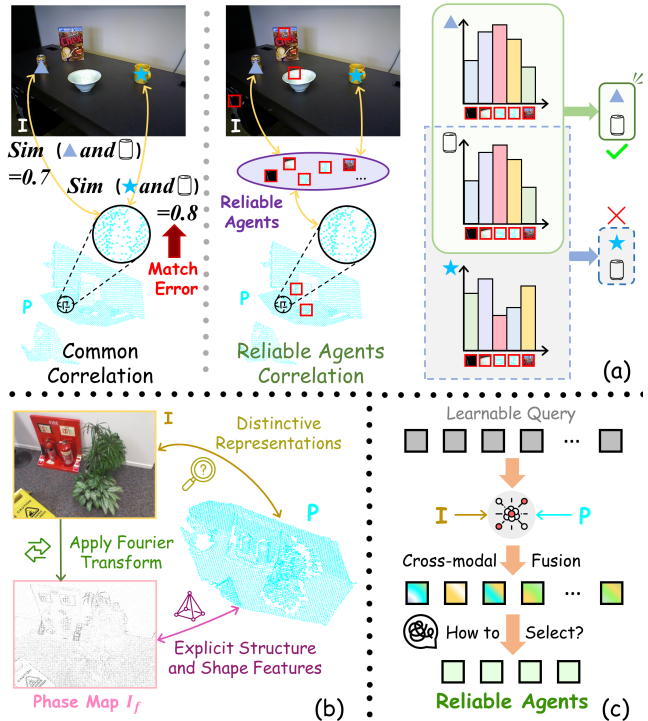 I
Sim ( and )
=0.7
Sim ( and )
=0.8
Match
Error
P
Common
Correlation
I
Reliable
Agents
...
Reliable Agents
Correlation
(a)
I
Distinctive
Representations
?
P
Apply Fourier
Transform
Explicit Structure
and Shape Features
Phase Map I_f
(b)
Learnable Query
...
I
P
Cross-modal Fusion
...
How to Select?
Reliable Agents
(c)